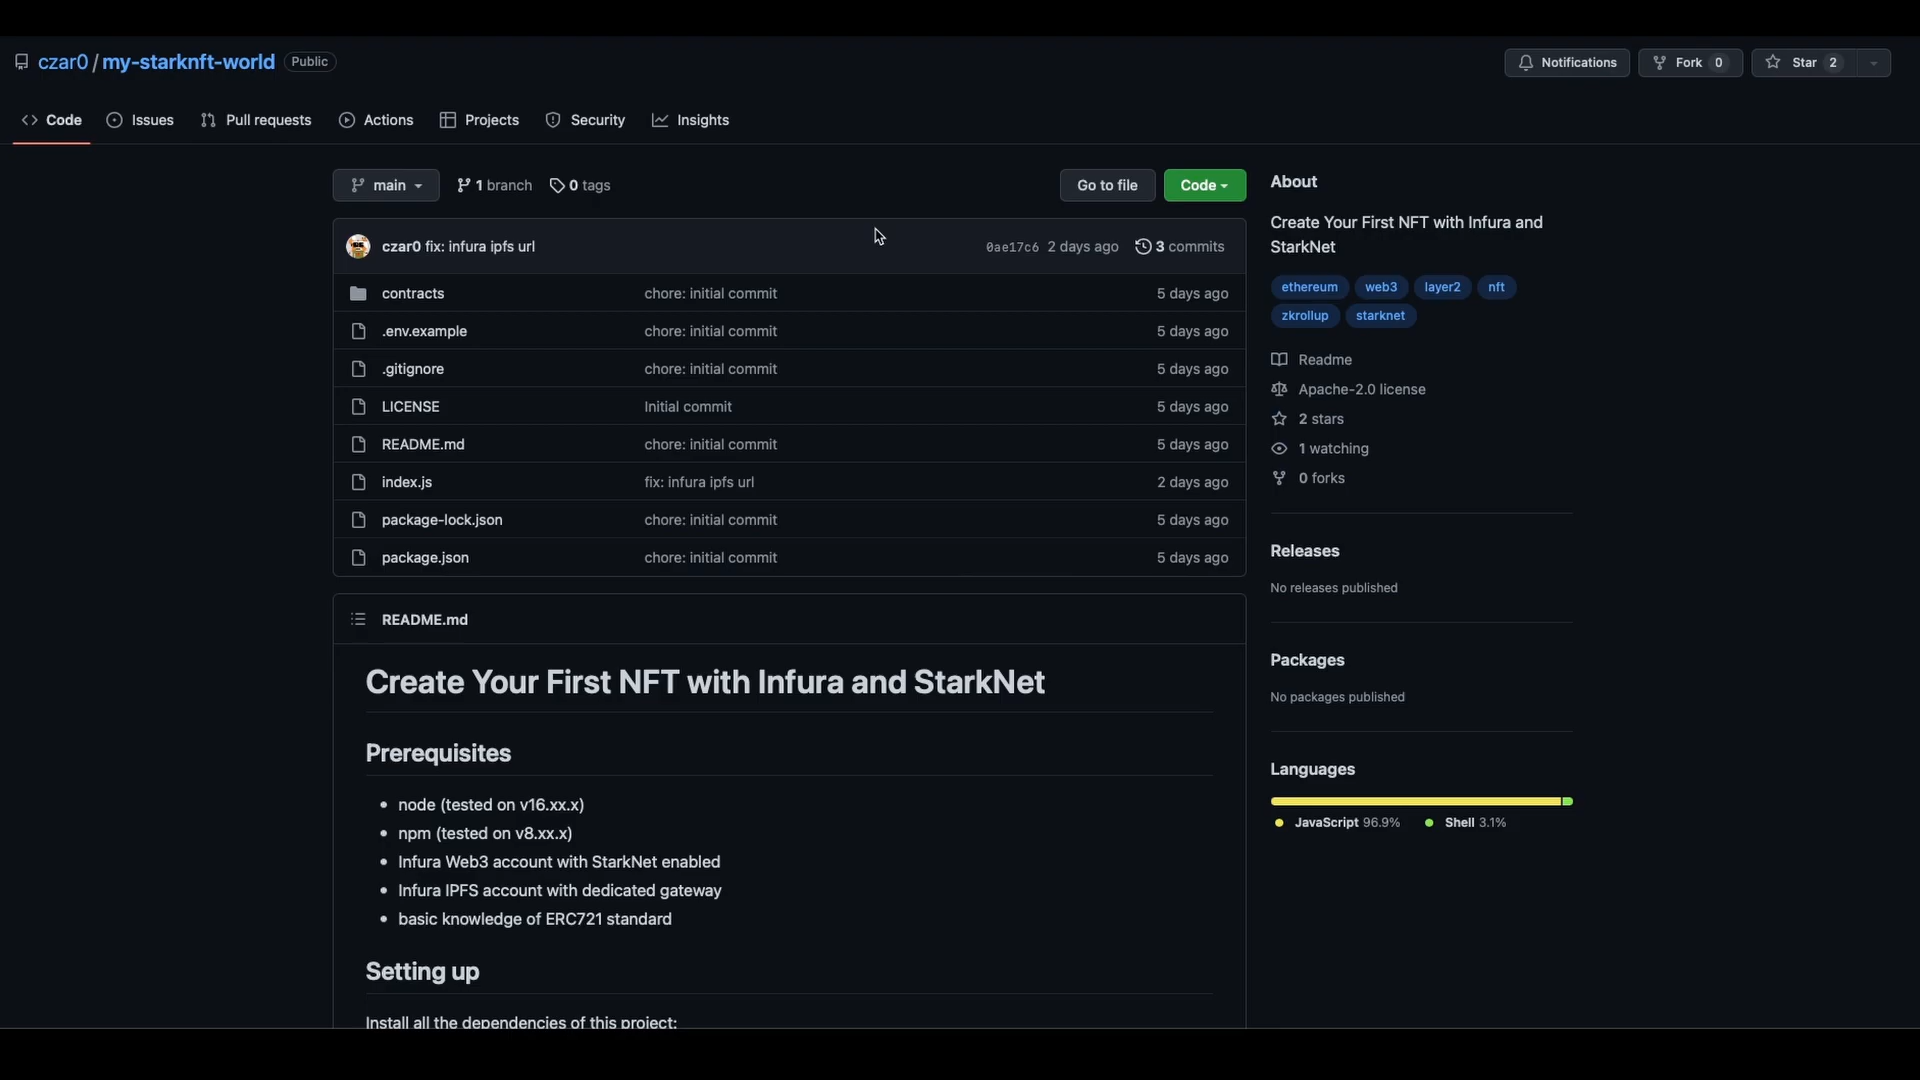 czar0 / my-starknft-world Public
Notifications Fork 0 Star 2
Code Issues Pull requests Actions Projects Security Insights
main 1 branch 0 tags Go to file Code
czar0 fix: infura ipfs url 0ae17c6 2 days ago 3 commits
contracts chore: initial commit 5 days ago
.env.example chore: initial commit 5 days ago
.gitignore chore: initial commit 5 days ago
LICENSE Initial commit 5 days ago
README.md chore: initial commit 5 days ago
index.js fix: infura ipfs url 2 days ago
package-lock.json chore: initial commit 5 days ago
package.json chore: initial commit 5 days ago
README.md
Create Your First NFT with Infura and StarkNet
Prerequisites
node (tested on v16.xx.x)
npm (tested on v8.xx.x)
Infura Web3 account with StarkNet enabled
Infura IPFS account with dedicated gateway
basic knowledge of ERC721 standard
Setting up
Install all the dependencies of this project:
About
Create Your First NFT with Infura and
StarkNet
ethereum web3 layer2 nft
zkrollup starknet
Readme
Apache-2.0 license
2 stars
1 watching
0 forks
Releases
No releases published
Packages
No packages published
Languages
JavaScript 96.9% Shell 3.1%